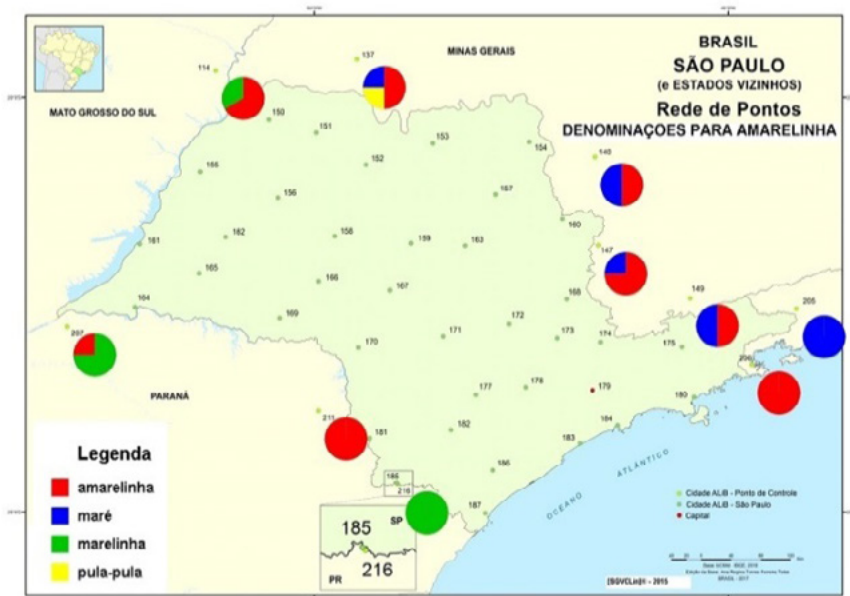 BRASIL
SÃO PAULO
(e ESTADOS VIZINHOS)
Rede de Pontos
DENOMINAÇOES PARA AMARELINHA
MINAS GERAIS
MATO GROSSO DO SUL
PARANÁ
114
137
150
151
152
153
154
140
155
156
157
160
147
161
162
158
159
163
165
166
167
168
149
205
164
169
207
170
171
172
173
174
175
206
177
178
179
180
211
181
182
183
184
186
187
185
216
SP
185
216
PR
OCEANO ATLÂNTICO
Legenda
amarelinha
maré
marelinha
pula-pula
Cidade ALiB - Ponto de Controle
Cidade ALiB - São Paulo
Capital
[SGVCLin]® - 2015